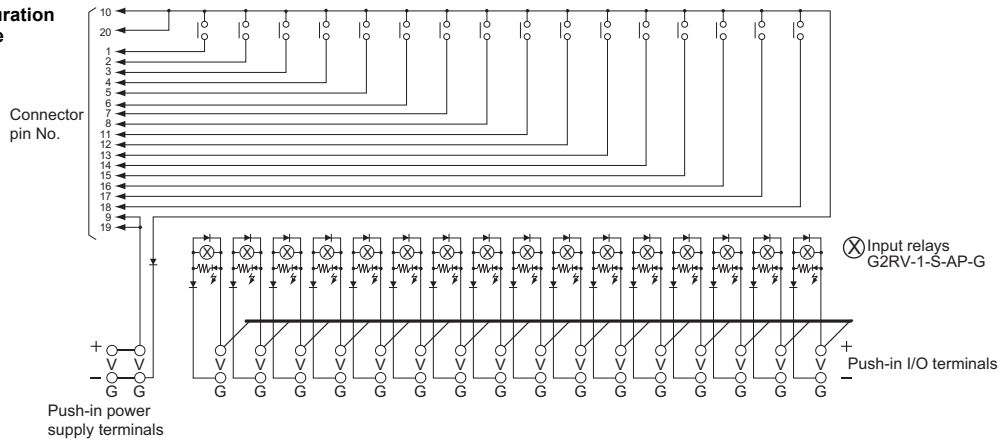 uration
e
10
20
1
2
3
4
5
6
7
8
11
12
13
14
15
16
17
18
9
19
Connector
pin No.
Input relays
G2RV-1-S-AP-G
+ V V
V V V V V V V V V V V V V V V V +
− G G
G G G G G G G G G G G G G G G G −
Push-in I/O terminals
Push-in power
supply terminals